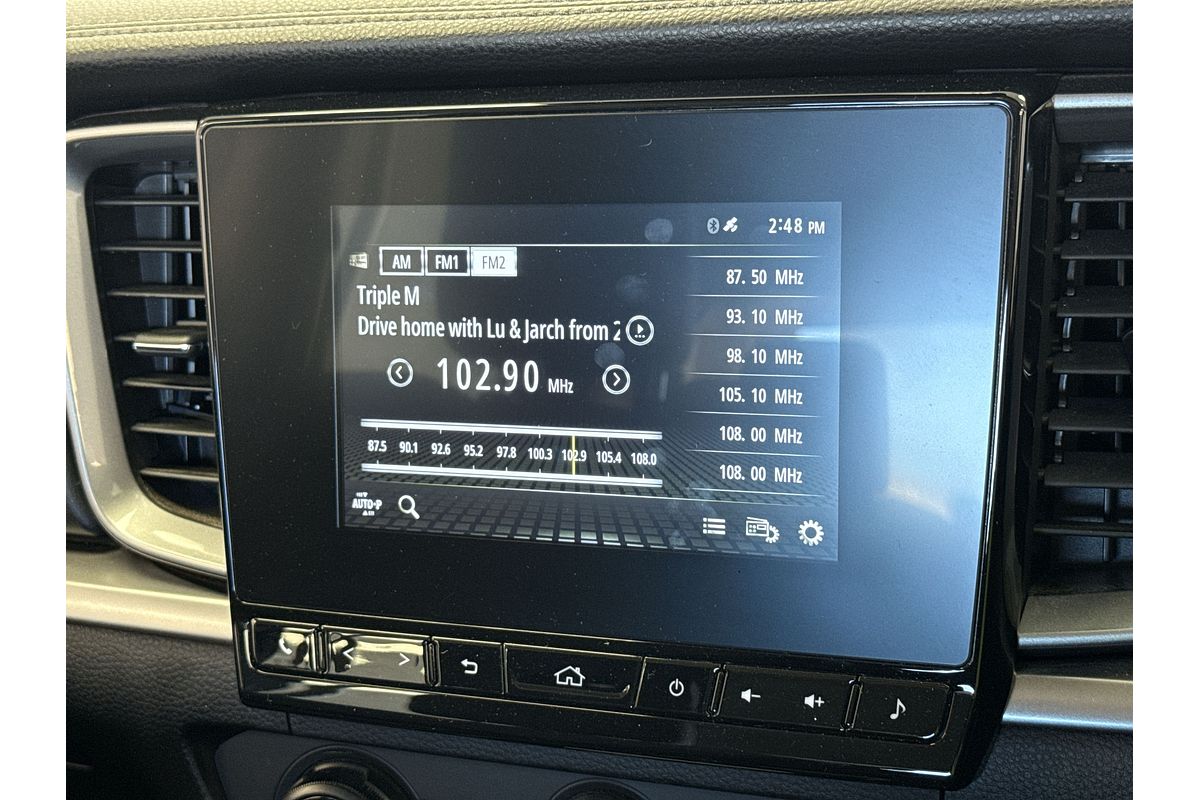 2:48 PM
AM FM1 FM2
Triple M
Drive home with Lu & Jarch from
102.90 MHz
87.5 90.1 92.6 95.2 97.8 100.3 102.9 105.4 108.0
AUTO-P
87. 50 MHz
93. 10 MHz
98. 10 MHz
105. 10 MHz
108. 00 MHz
108. 00 MHz